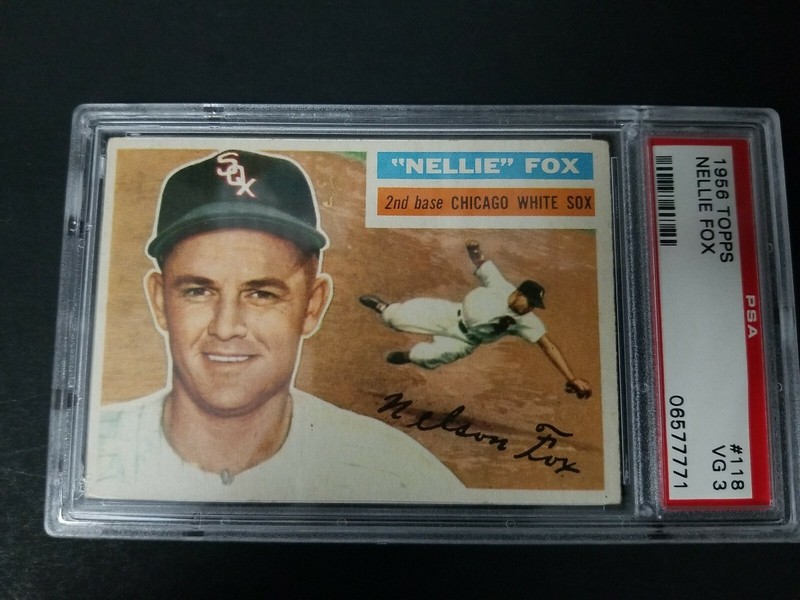 SOX
"NELLIE" FOX
2nd base CHICAGO WHITE SOX
Nelson Fox
1956 TOPPS
NELLIE FOX
PSA
#118
VG 3
06577771